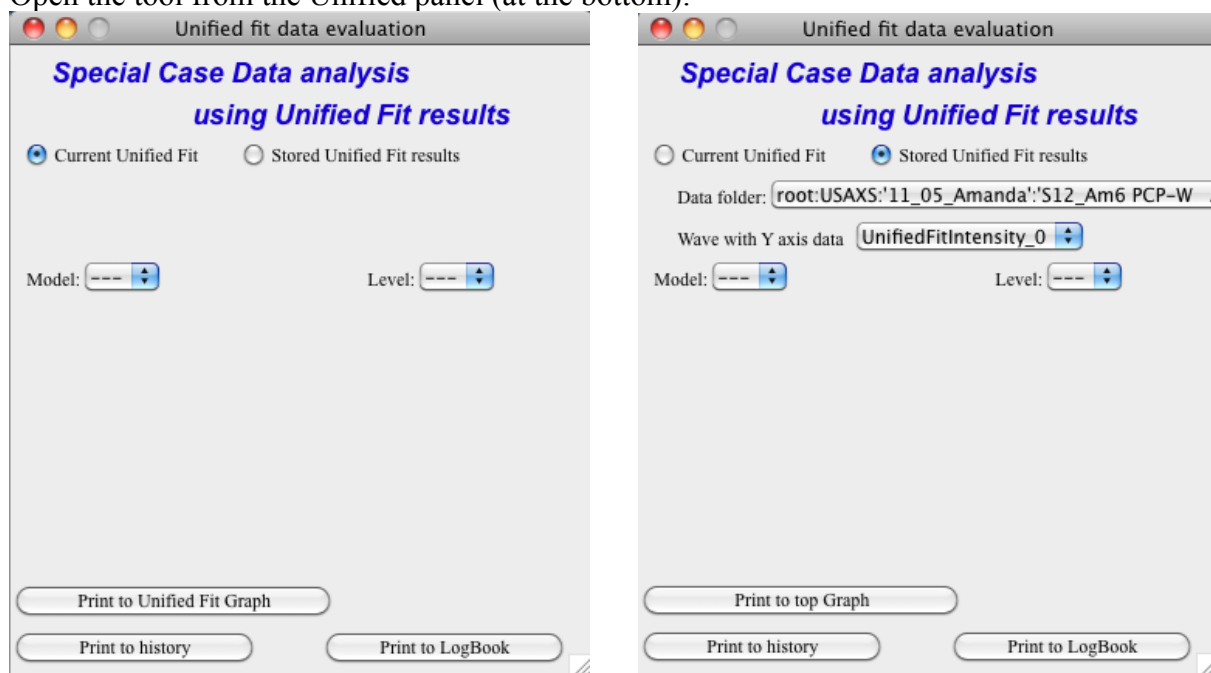 Open the tool from the Unified panel (at the bottom).
Unified fit data evaluation
Special Case Data analysis
using Unified Fit results
Current Unified Fit Stored Unified Fit results
Model: --- Level: ---
Print to Unified Fit Graph
Print to history Print to LogBook
Unified fit data evaluation
Special Case Data analysis
using Unified Fit results
Current Unified Fit Stored Unified Fit results
Data folder: root:USAXS:'11_05_Amanda':'S12_Am6 PCP-W
Wave with Y axis data UnifiedFitIntensity_0
Model: --- Level: ---
Print to top Graph
Print to history Print to LogBook